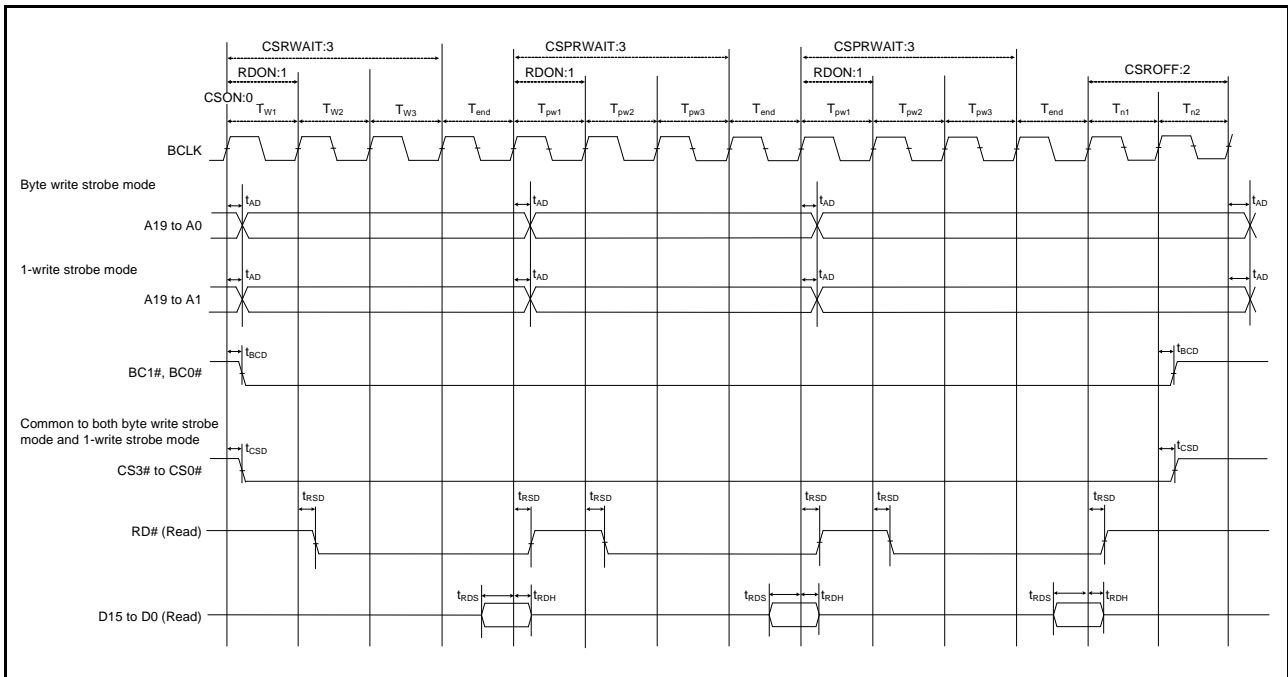 CSRWAIT:3 CSPRWAIT:3 CSPRWAIT:3
RDON:1 RDON:1 RDON:1 CSROFF:2
CSON:0
TW1 TW2 TW3 Tend Tpw1 Tpw2 Tpw3 Tend Tpw1 Tpw2 Tpw3 Tend Tn1 Tn2
BCLK
Byte write strobe mode
tAD tAD tAD tAD
A19 to A0
1-write strobe mode
tAD tAD tAD tAD
A19 to A1
tBCD tBCD
BC1#, BC0#
Common to both byte write strobe
mode and 1-write strobe mode
tCSD tCSD
CS3# to CS0#
tRSD tRSD tRSD tRSD tRSD tRSD
RD# (Read)
tRDS tRDH tRDS tRDH tRDS tRDH
D15 to D0 (Read)